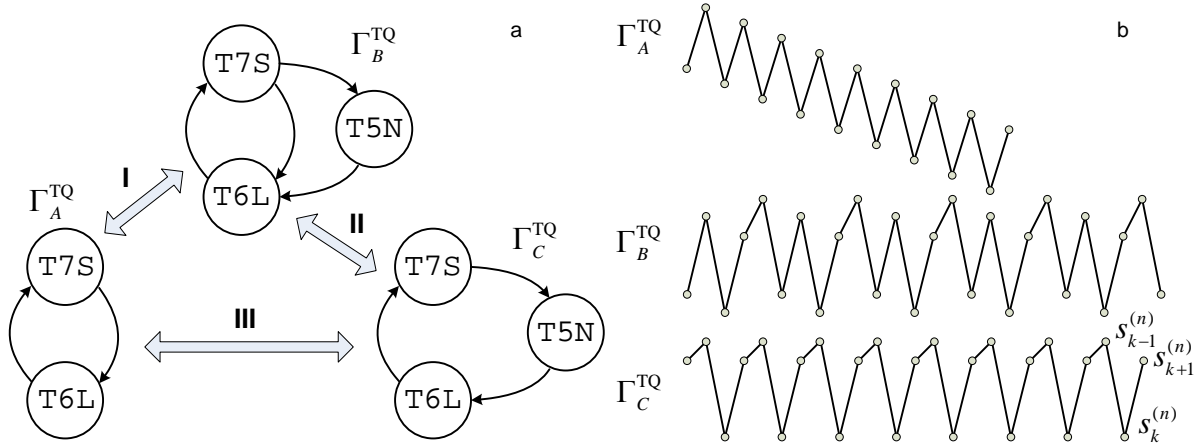 a
Γ_B^TQ
T7S
T5N
T6L
I
Γ_A^TQ
T7S
T6L
II
Γ_C^TQ
T7S
T5N
T6L
III
b
Γ_A^TQ
Γ_B^TQ
Γ_C^TQ
s_{k-1}^{(n)}
s_{k+1}^{(n)}
s_k^{(n)}